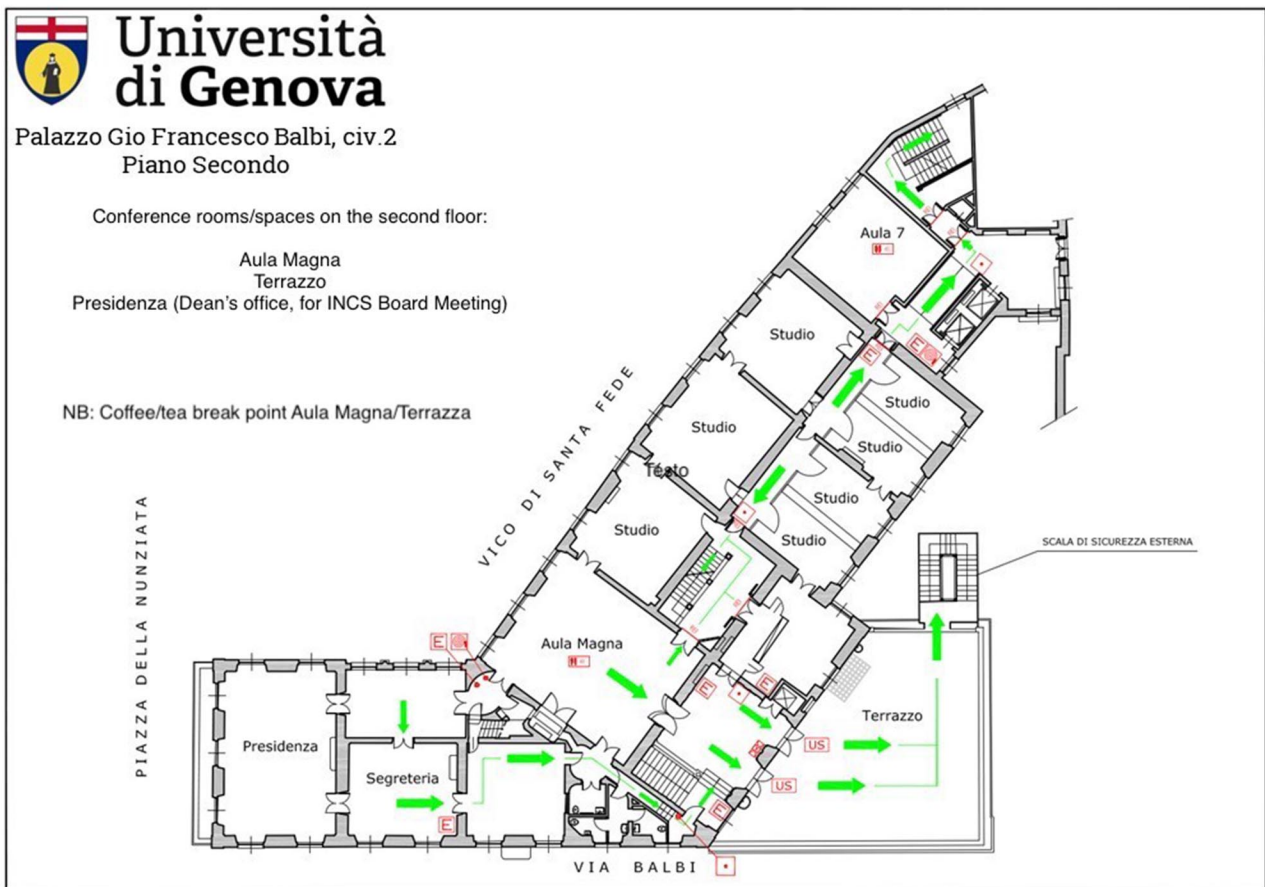 Università
di Genova
Palazzo Gio Francesco Balbi, civ.2
Piano Secondo
Conference rooms/spaces on the second floor:
Aula Magna
Terrazzo
Presidenza (Dean's office, for INCS Board Meeting)
NB: Coffee/tea break point Aula Magna/Terrazza
Aula 7
Studio
E
E
Studio
Studio
Studio
VICO DI SANTA FEDE
Testo
Studio
Studio
Studio
PIAZZA DELLA NUNZIATA
SCALA DI SICUREZZA ESTERNA
E
Aula Magna
E
E
Terrazzo
Presidenza
US
Segreteria
US
E
E
VIA BALBI